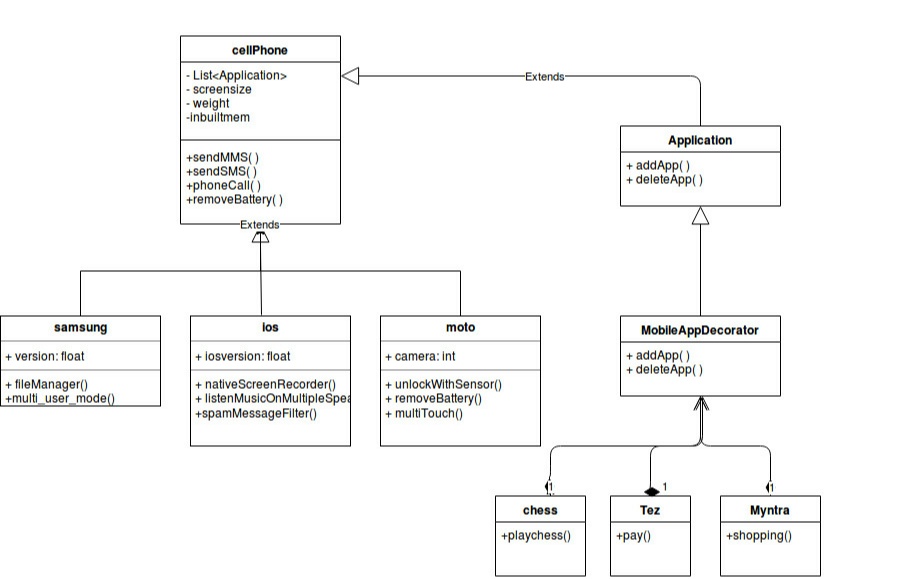 cellPhone
- List<Application>
- screensize
- weight
-inbuiltmem
+sendMMS( )
+sendSMS( )
+phoneCall( )
+removeBattery( )
Extends
Extends
Application
+ addApp( )
+ deleteApp( )
samsung
+ version: float
+ fileManager()
+multi_user_mode()
ios
+ iosversion: float
+ nativeScreenRecorder()
+ listenMusicOnMultipleSpea
+spamMessageFilter()
moto
+ camera: int
+ unlockWithSensor()
+ removeBattery()
+ multiTouch()
MobileAppDecorator
+ addApp( )
+ deleteApp( )
1
1
1
chess
+playchess()
Tez
+pay()
Myntra
+shopping()